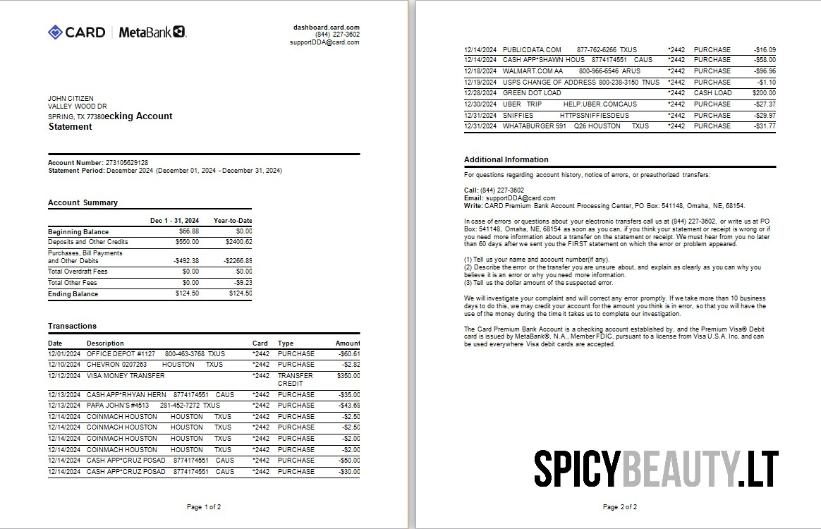 CARD | MetaBank
dashboard.card.com
(844) 227-3602
supportDDA@card.com
JOHN CITIZEN
VALLEY WOOD DR
SPRING, TX 77380ecking Account
Statement
Account Number: 273105629128
Statement Period: December 2024 (December 01, 2024 - December 31, 2024)
Account Summary
Dec 1 - 31, 2024 Year-to-Date
Beginning Balance $66.88 $0.00
Deposits and Other Credits $550.00 $2400.62
Purchases, Bill Payments
and Other Debits -$492.38 -$2266.89
Total Overdraft Fees $0.00 $0.00
Total Other Fees $0.00 -$9.23
Ending Balance $124.50 $124.50
Transactions
Date Description Card Type Amount
12/01/2024 OFFICE DEPOT #1127 800-463-3768 TXUS *2442 PURCHASE -$60.61
12/10/2024 CHEVRON 0207263 HOUSTON TXUS *2442 PURCHASE -$2.82
12/12/2024 VISA MONEY TRANSFER *2442 TRANSFER $350.00
CREDIT
12/13/2024 CASH APP*RHYAN HERN 8774174551 CAUS *2442 PURCHASE -$35.00
12/13/2024 PAPA JOHN'S #4513 281-452-7272 TXUS *2442 PURCHASE -$43.69
12/14/2024 COINMACH HOUSTON HOUSTON TXUS *2442 PURCHASE -$2.50
12/14/2024 COINMACH HOUSTON HOUSTON TXUS *2442 PURCHASE -$2.50
12/14/2024 COINMACH HOUSTON HOUSTON TXUS *2442 PURCHASE -$2.00
12/14/2024 COINMACH HOUSTON HOUSTON TXUS *2442 PURCHASE -$2.00
12/14/2024 CASH APP*CRUZ POSAD 8774174551 CAUS *2442 PURCHASE -$50.00
12/14/2024 CASH APP*CRUZ POSAD 8774174551 CAUS *2442 PURCHASE -$30.00
Page 1 of 2
12/14/2024 PUBLICDATA.COM 877-762-6266 TXUS *2442 PURCHASE -$16.09
12/14/2024 CASH APP*SHAWN HOUS 8774174551 CAUS *2442 PURCHASE -$58.00
12/18/2024 WALMART.COM AA 800-966-6546 ARUS *2442 PURCHASE -$96.96
12/19/2024 USPS CHANGE OF ADDRESS 800-238-3150 TNUS *2442 PURCHASE -$1.10
12/28/2024 GREEN DOT LOAD *2442 CASH LOAD $200.00
12/30/2024 UBER TRIP HELP.UBER.COMCAUS *2442 PURCHASE -$27.37
12/31/2024 SNIFFIES HTTPSSNIFFIESDEUS *2442 PURCHASE -$29.97
12/31/2024 WHATABURGER 591 Q26 HOUSTON TXUS *2442 PURCHASE -$31.77
Additional Information
For questions regarding account history, notice of errors, or preauthorized transfers:
Call: (844) 227-3602
Email: supportDDA@card.com
Write: CARD Premium Bank Account Processing Center, PO Box: 541148, Omaha, NE, 68154.
In case of errors or questions about your electronic transfers call us at (844) 227-3602, or write us at PO
Box: 541148, Omaha, NE, 68154 as soon as you can, if you think your statement or receipt is wrong or if
you need more information about a transfer on the statement or receipt. We must hear from you no later
than 60 days after we sent you the FIRST statement on which the error or problem appeared.
(1) Tell us your name and account number(if any).
(2) Describe the error or the transfer you are unsure about, and explain as clearly as you can why you
believe it is an error or why you need more information.
(3) Tell us the dollar amount of the suspected error.
We will investigate your complaint and will correct any error promptly. If we take more than 10 business
days to do this, we may credit your account for the amount you think is in error, so that you will have the
use of the money during the time it takes us to complete our investigation.
The Card Premium Bank Account is a checking account established by, and the Premium Visa® Debit
card is issued by MetaBank®, N.A., Member FDIC, pursuant to a license from Visa U.S.A. Inc. and can
be used everywhere Visa debit cards are accepted.
SPICYBEAUTY.LT
Page 2 of 2